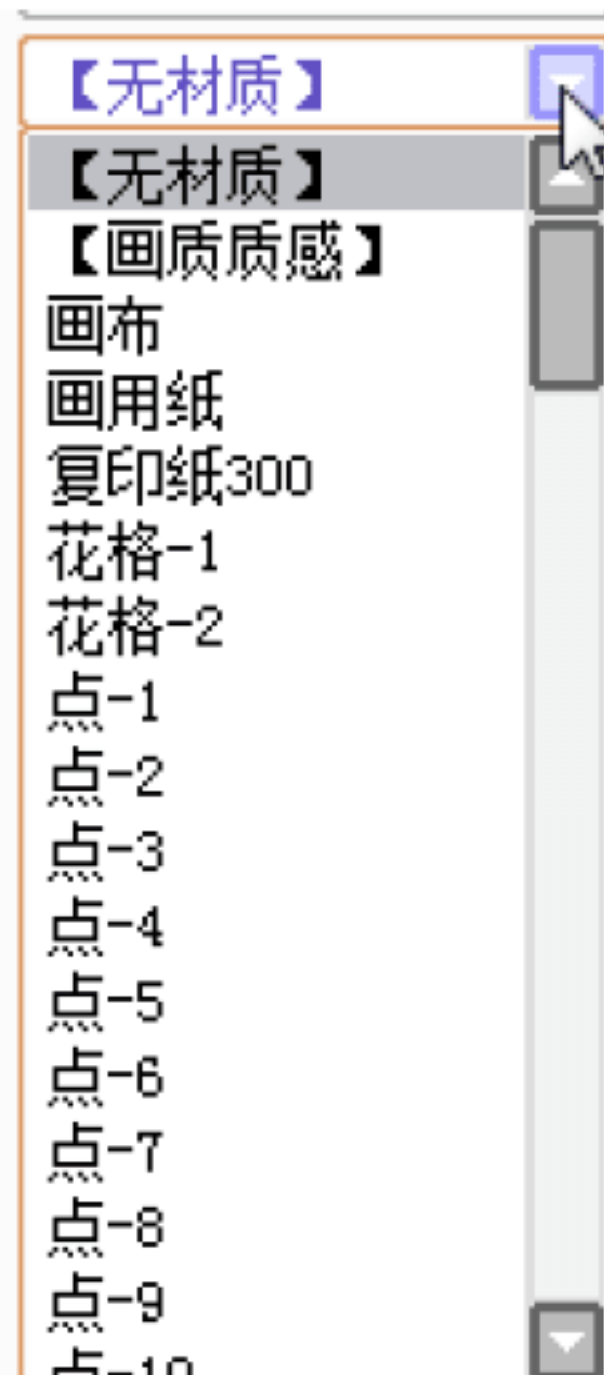 【无材质】
【无材质】
【画质质感】
画布
画用纸
复印纸300
花格-1
花格-2
点-1
点-2
点-3
点-4
点-5
点-6
点-7
点-8
点-9
点-10